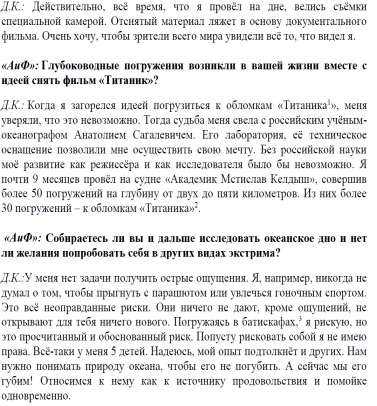 Д.К.: Действительно, всё время, что я провёл на дне, велись съёмки
специальной камерой. Отснятый материал ляжет в основу документального
фильма. Очень хочу, чтобы зрители всего мира увидели всё то, что видел я.
«АиФ»: Глубоководные погружения возникли в вашей жизни вместе с
идеей снять фильм «Титаник»?
Д.К.: Когда я загорелся идеей погрузиться к обломкам «Титаника¹», меня
уверяли, что это невозможно. Тогда судьба меня свела с российским учёным-
океанографом Анатолием Сагалевичем. Его лаборатория, её техническое
оснащение позволили мне осуществить свою мечту. Без российской науки
моё развитие как режиссёра и как исследователя было бы невозможно. Я
почти 9 месяцев провёл на судне «Академик Мстислав Келдыш», совершив
более 50 погружений на глубину от двух до пяти километров. Из них более
30 погружений – к обломкам «Титаника»².
«АиФ»: Собираетесь ли вы и дальше исследовать океанское дно и нет
ли желания попробовать себя в других видах экстрима?
Д.К.:У меня нет задачи получить острые ощущения. Я, например, никогда не
думал о том, чтобы прыгнуть с парашютом или увлечься гоночным спортом.
Это всё неоправданные риски. Они ничего не дают, кроме ощущений, не
открывают для тебя ничего нового. Погружаясь в батискафах,³ я рискую, но
это просчитанный и обоснованный риск. Попусту рисковать собой я не имею
права. Всё-таки у меня 5 детей. Надеюсь, мой опыт подтолкнёт и других. Нам
нужно понимать природу океана, чтобы его не погубить. А сейчас мы его
губим! Относимся к нему как к источнику продовольствия и помойке
одновременно.